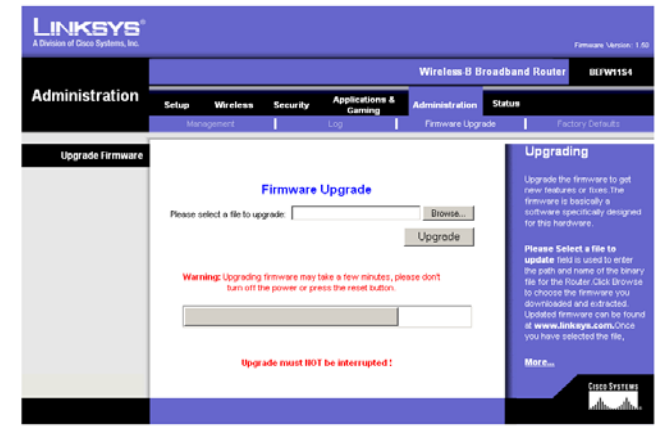 LINKSYS®
A Division of Cisco Systems, Inc.
Firmware Version: 1.50
Wireless-B Broadband Router
BEFW11S4
Administration
Setup
Wireless
Security
Applications &
Gaming
Administration
Status
Management
Log
Firmware Upgrade
Factory Defaults
Upgrade Firmware
Firmware Upgrade
Please select a file to upgrade:
Browse...
Upgrade
Warning: Upgrading firmware may take a few minutes, please don't
turn off the power or press the reset button.
Upgrade must NOT be interrupted !
Upgrading
Upgrade the firmware to get
new features or fixes.The
firmware is basically a
software specifically designed
for this hardware.
Please Select a file to
update field is used to enter
the path and name of the binary
file for the Router.Click Browse
to choose the firmware you
downloaded and extracted.
Updated firmware can be found
at www.linksys.com.Once
you have selected the file,
More...
CISCO SYSTEMS